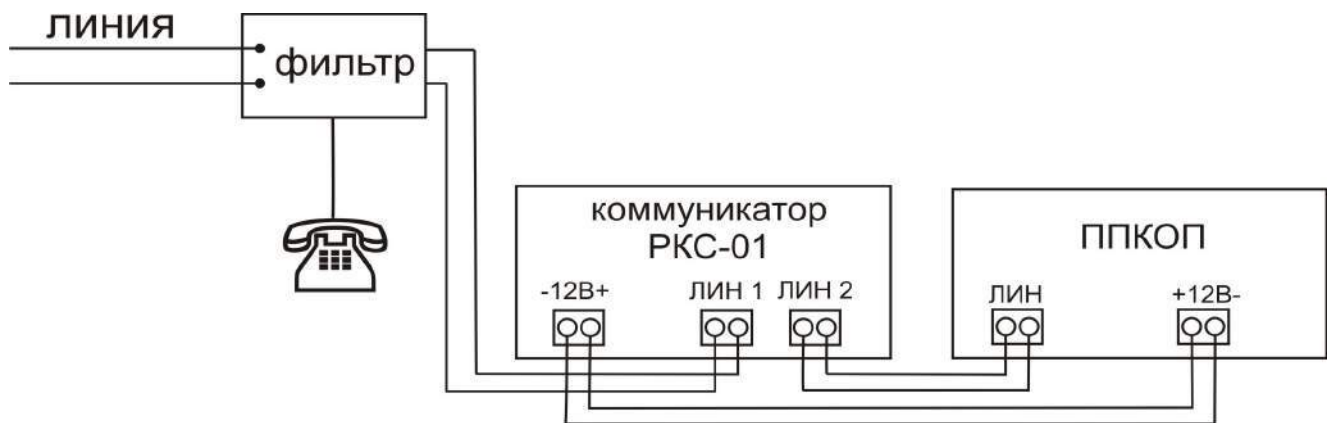 ЛИНИЯ
фильтр
коммуникатор
РКС-01
ППКОП
-12В+
ЛИН 1
ЛИН 2
ЛИН
+12В-